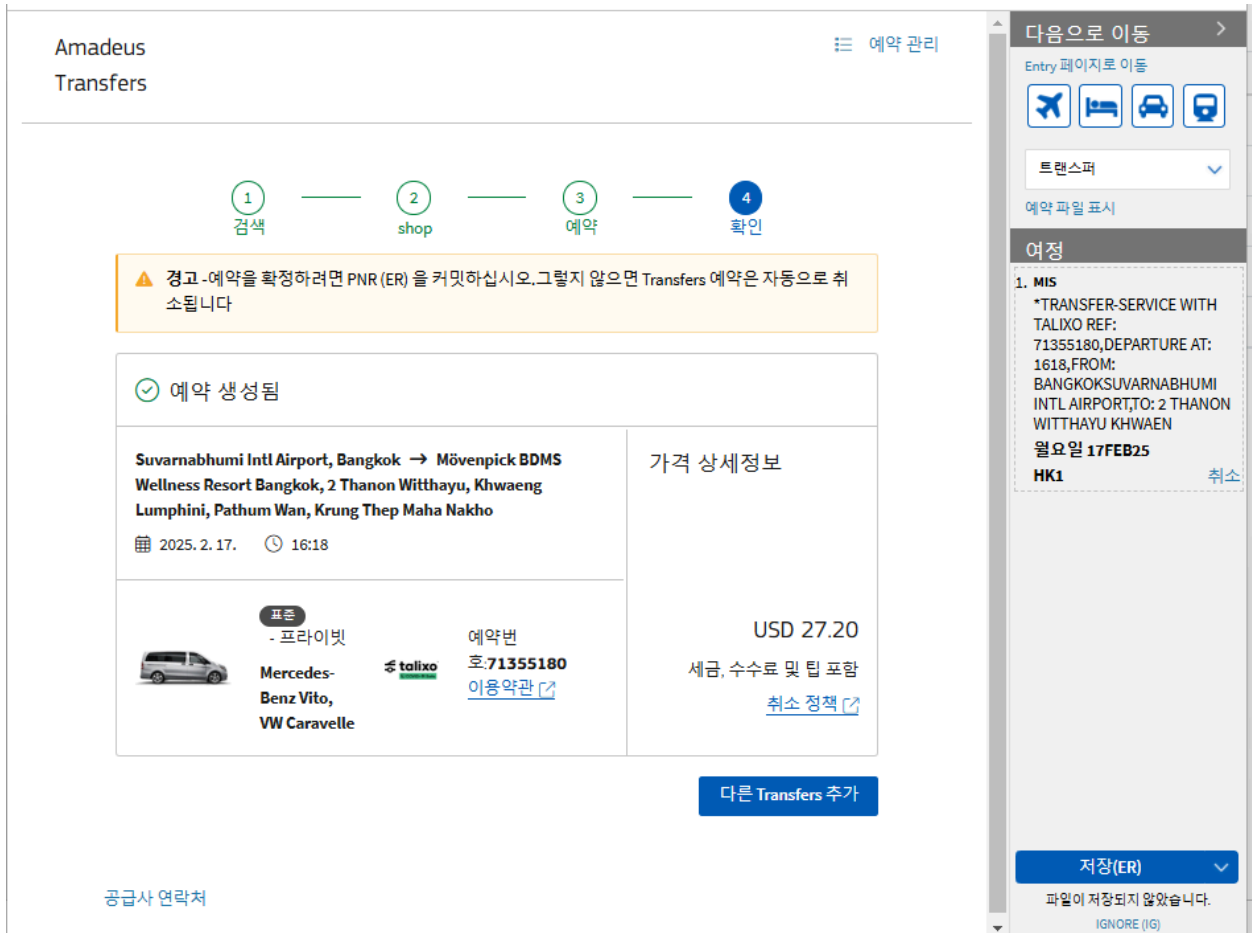 Amadeus
Transfers
예약 관리
1
검색
2
shop
3
예약
4
확인
경고 -예약을 확정하려면 PNR (ER) 을 커밋하십시오.그렇지 않으면 Transfers 예약은 자동으로 취
소됩니다
예약 생성됨
Suvarnabhumi Intl Airport, Bangkok → Mövenpick BDMS
Wellness Resort Bangkok, 2 Thanon Witthayu, Khwaeng
Lumphini, Pathum Wan, Krung Thep Maha Nakho
2025. 2. 17. 16:18
표준
- 프라이빗
Mercedes-
Benz Vito,
VW Caravelle
talixo
예약번
호:71355180
이용약관
가격 상세정보
USD 27.20
세금, 수수료 및 팁 포함
취소 정책
다른 Transfers 추가
공급사 연락처
다음으로 이동
Entry 페이지로 이동
트랜스퍼
예약 파일 표시
여정
1. MIS
*TRANSFER-SERVICE WITH
TALIXO REF:
71355180,DEPARTURE AT:
1618,FROM:
BANGKOKSUVARNABHUMI
INTL AIRPORT,TO: 2 THANON
WITTHAYU KHWAEN
월요일 17FEB25
HK1 취소
저장(ER)
파일이 저장되지 않았습니다.
IGNORE (IG)